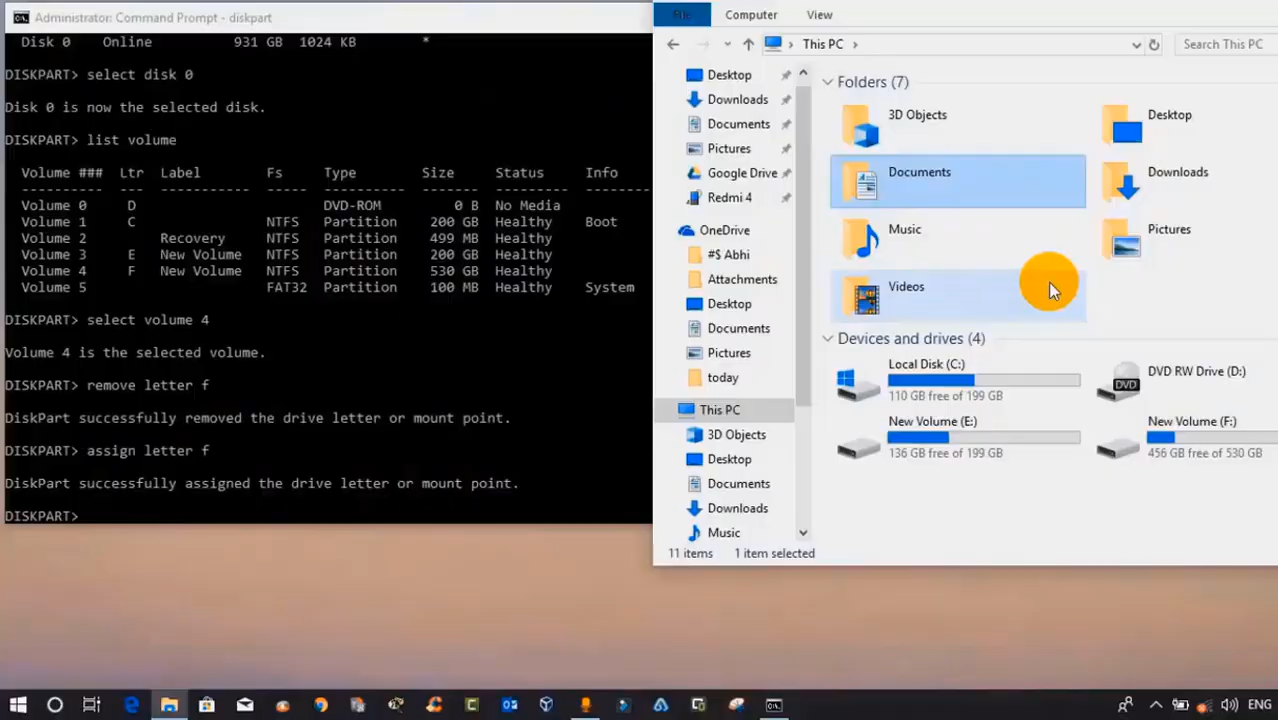 Administrator: Command Prompt - diskpart
Disk 0 Online 931 GB 1024 KB *
DISKPART> select disk 0
Disk 0 is now the selected disk.
DISKPART> list volume
Volume ### Ltr Label Fs Type Size Status Info
---------- --- ----------- ----- ---------- ------- --------- --------
Volume 0 D DVD-ROM 0 B No Media
Volume 1 C NTFS Partition 200 GB Healthy Boot
Volume 2 Recovery NTFS Partition 499 MB Healthy
Volume 3 E New Volume NTFS Partition 200 GB Healthy
Volume 4 F New Volume NTFS Partition 530 GB Healthy
Volume 5 FAT32 Partition 100 MB Healthy System
DISKPART> select volume 4
Volume 4 is the selected volume.
DISKPART> remove letter f
DiskPart successfully removed the drive letter or mount point.
DISKPART> assign letter f
DiskPart successfully assigned the drive letter or mount point.
DISKPART>
File Computer View
This PC Search This PC
Desktop
Downloads
Documents
Pictures
Google Drive
Redmi 4
OneDrive
#$ Abhi
Attachments
Desktop
Documents
Pictures
today
This PC
3D Objects
Desktop
Documents
Downloads
Music
Folders (7)
3D Objects
Desktop
Documents
Downloads
Music
Pictures
Videos
Devices and drives (4)
Local Disk (C:)
110 GB free of 199 GB
DVD RW Drive (D:)
DVD
New Volume (E:)
136 GB free of 199 GB
New Volume (F:)
456 GB free of 530 GB
11 items 1 item selected
ENG